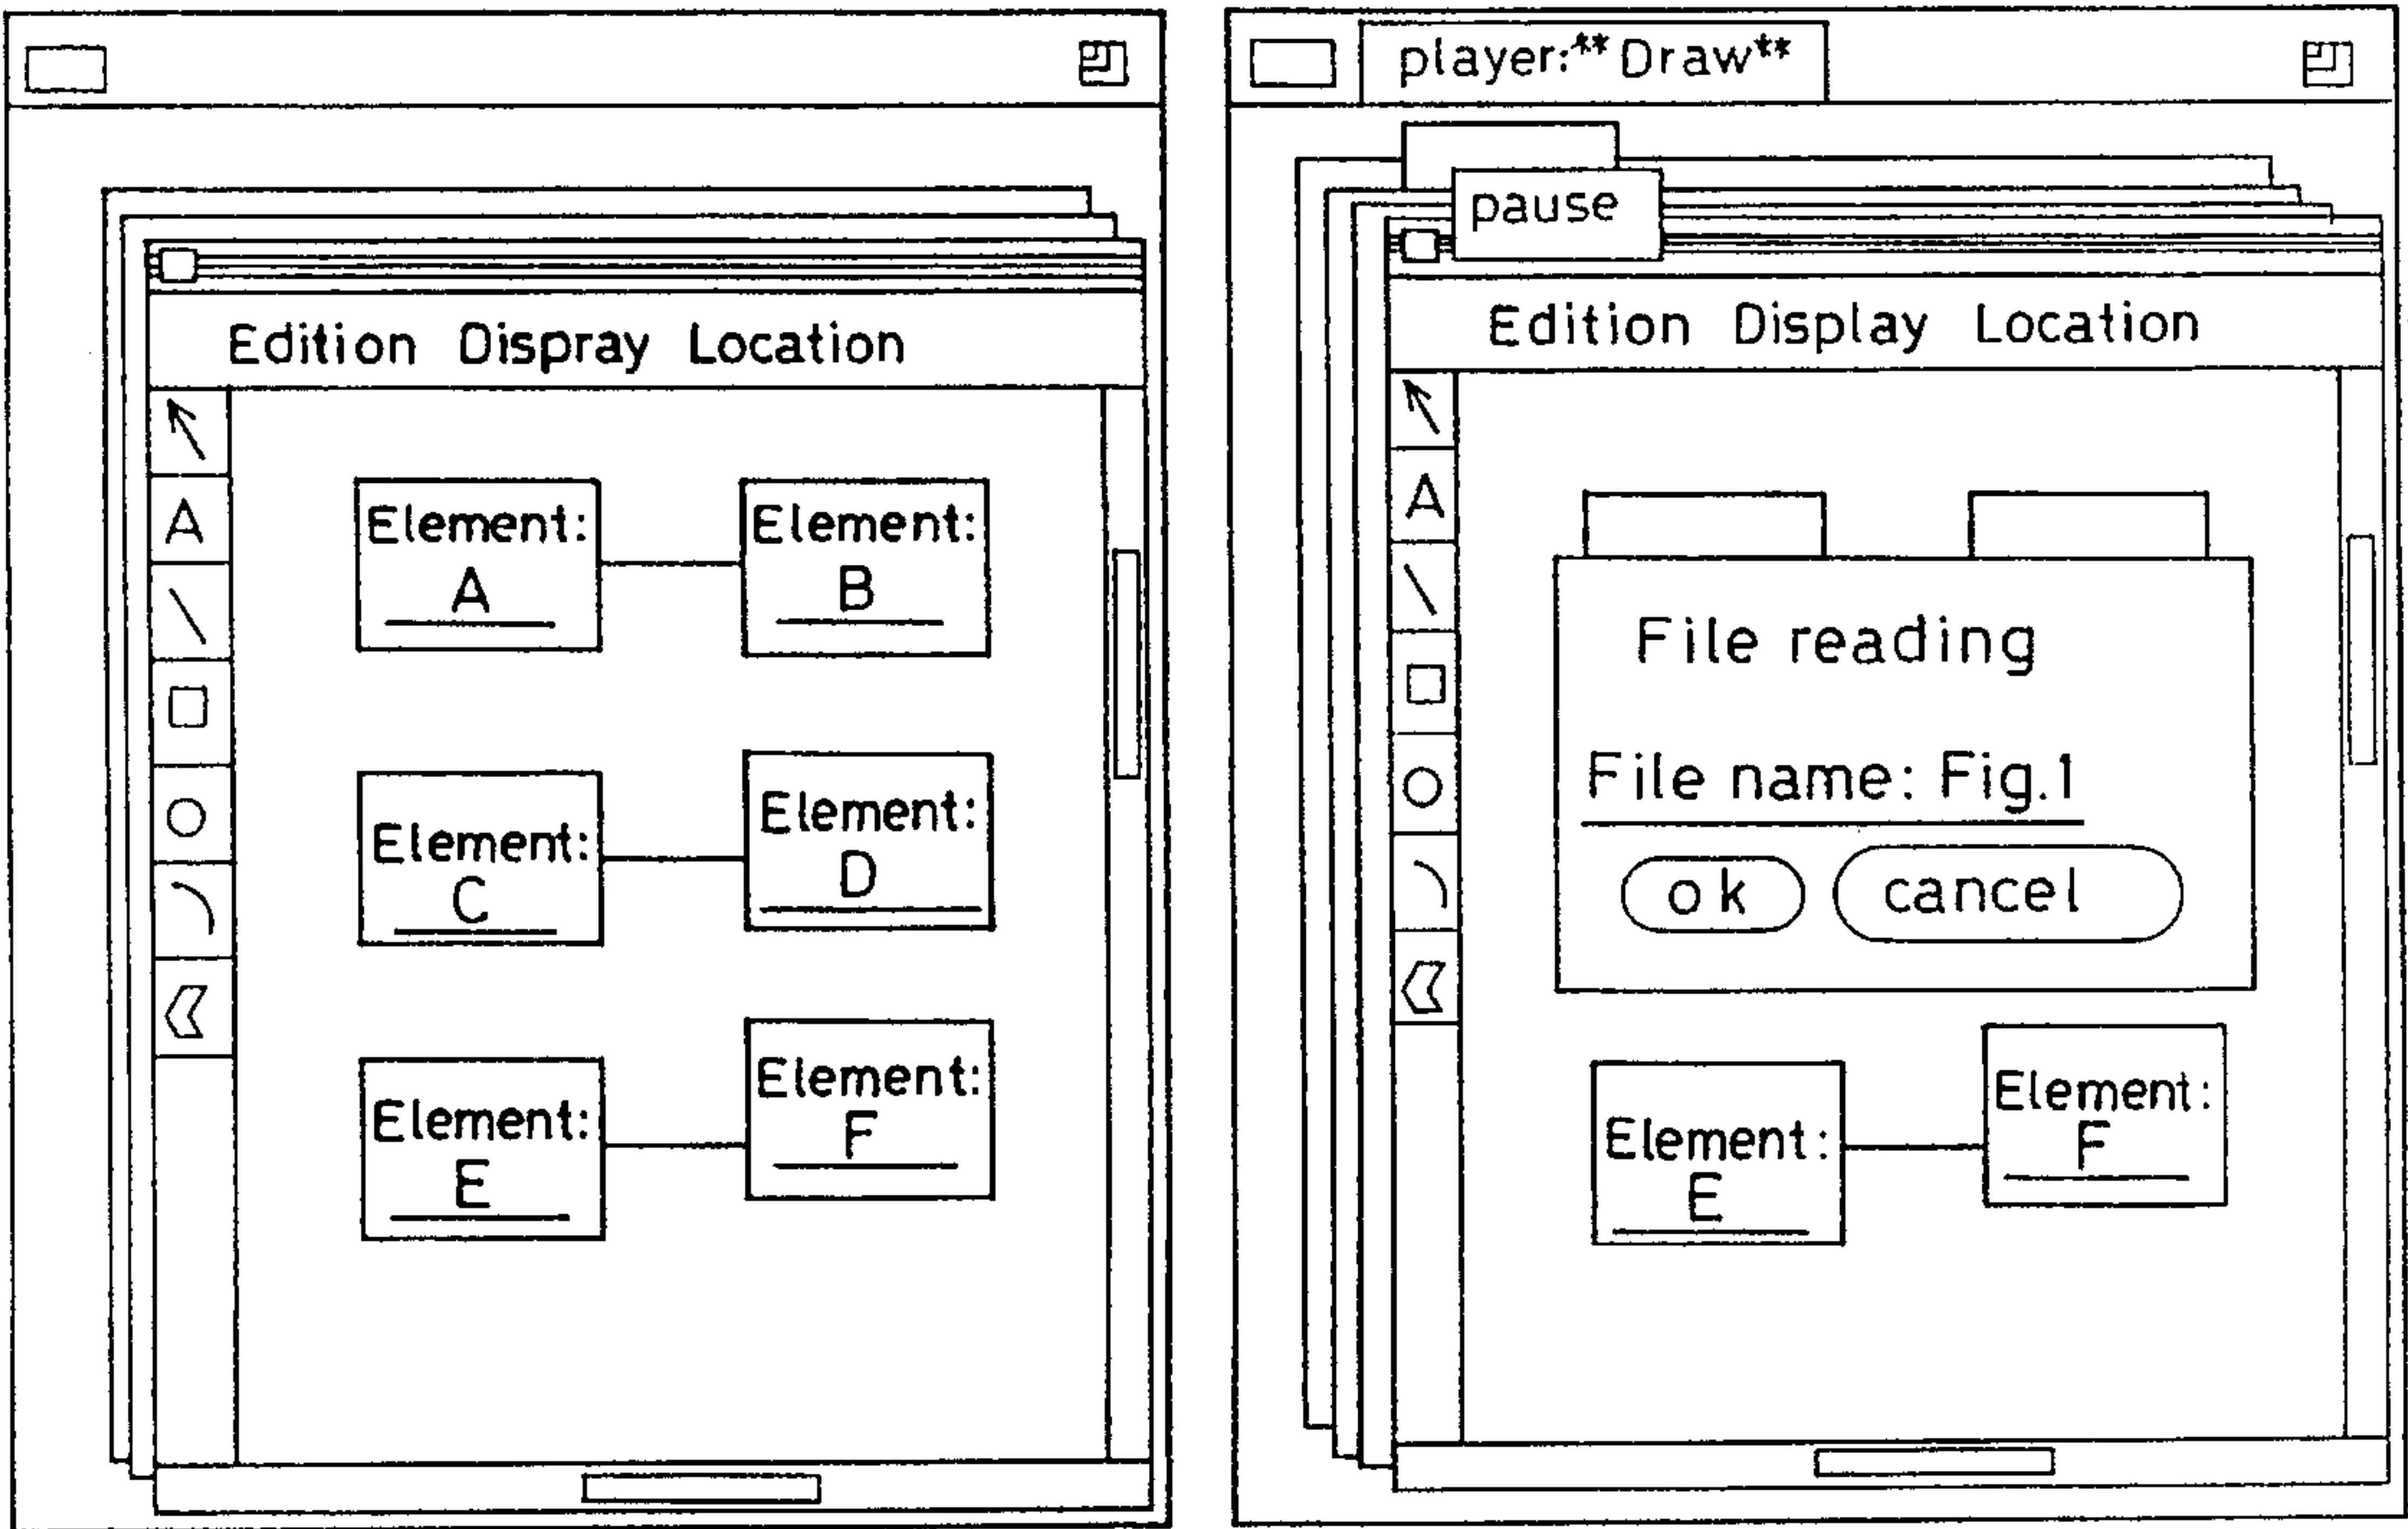 Edition Dispray Location
A
Element:
A
Element:
B
Element:
C
Element:
D
Element:
E
Element:
F
player:**Draw**
pause
Edition Display Location
A
File reading
File name: Fig.1
ok cancel
Element:
E
Element:
F